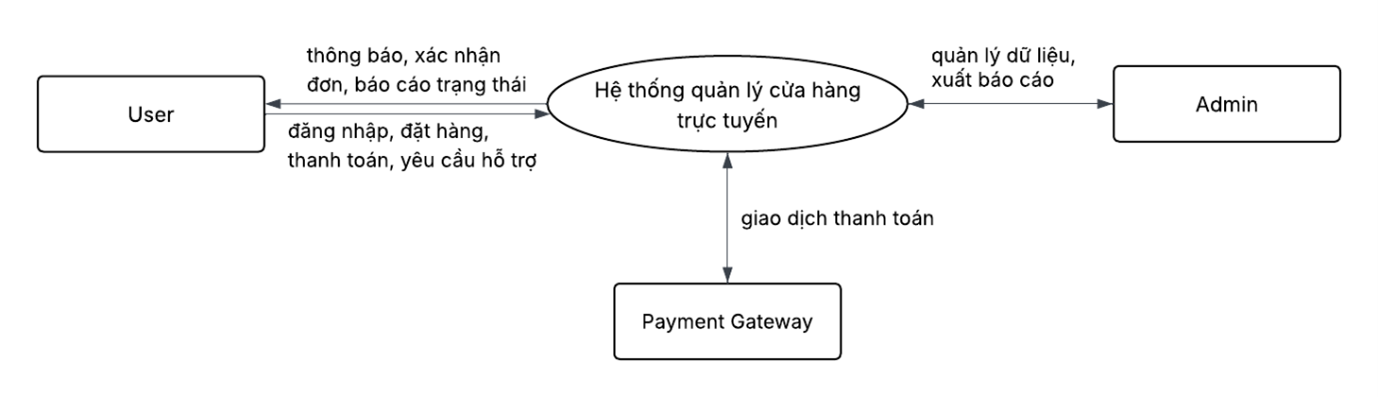 thông báo, xác nhận
đơn, báo cáo trạng thái
User
đăng nhập, đặt hàng,
thanh toán, yêu cầu hỗ trợ
Hệ thống quản lý cửa hàng
trực tuyến
quản lý dữ liệu,
xuất báo cáo
Admin
giao dịch thanh toán
Payment Gateway